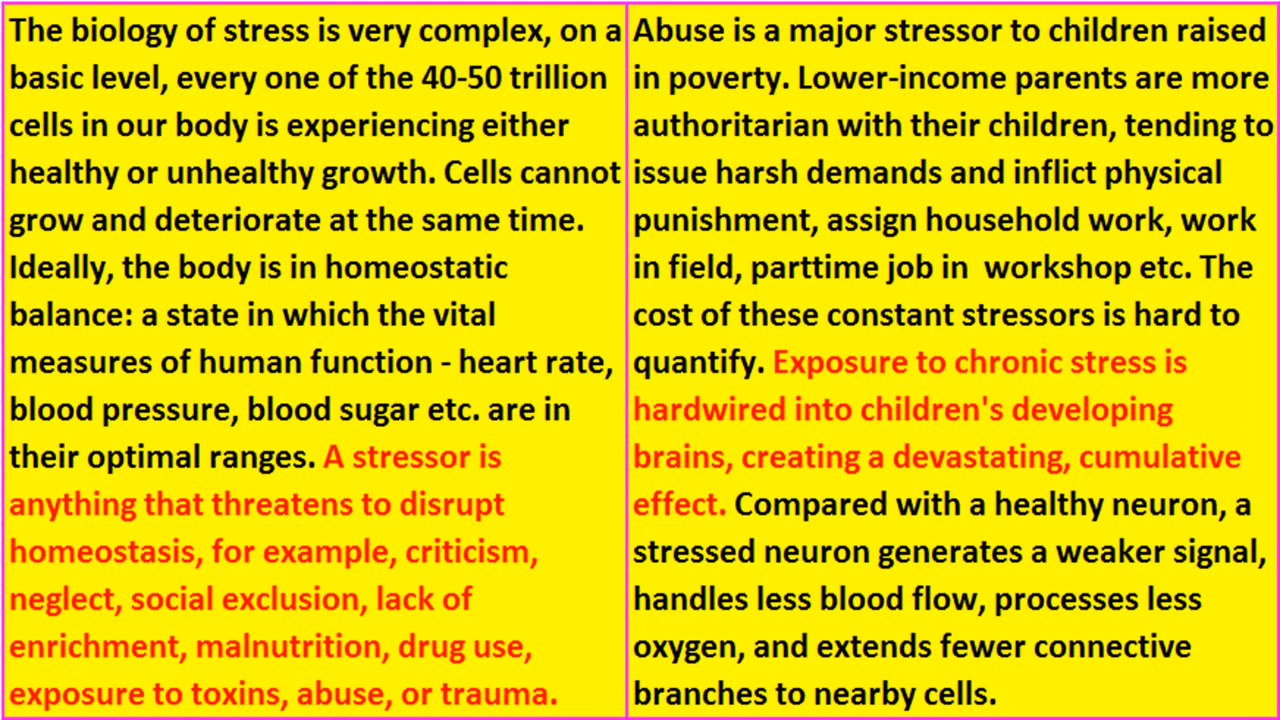 The biology of stress is very complex, on a
basic level, every one of the 40-50 trillion
cells in our body is experiencing either
healthy or unhealthy growth. Cells cannot
grow and deteriorate at the same time.
Ideally, the body is in homeostatic
balance: a state in which the vital
measures of human function - heart rate,
blood pressure, blood sugar etc. are in
their optimal ranges. A stressor is
anything that threatens to disrupt
homeostasis, for example, criticism,
neglect, social exclusion, lack of
enrichment, malnutrition, drug use,
exposure to toxins, abuse, or trauma.
Abuse is a major stressor to children raised
in poverty. Lower-income parents are more
authoritarian with their children, tending to
issue harsh demands and inflict physical
punishment, assign household work, work
in field, parttime job in  workshop etc. The
cost of these constant stressors is hard to
quantify. Exposure to chronic stress is
hardwired into children's developing
brains, creating a devastating, cumulative
effect. Compared with a healthy neuron, a
stressed neuron generates a weaker signal,
handles less blood flow, processes less
oxygen, and extends fewer connective
branches to nearby cells.